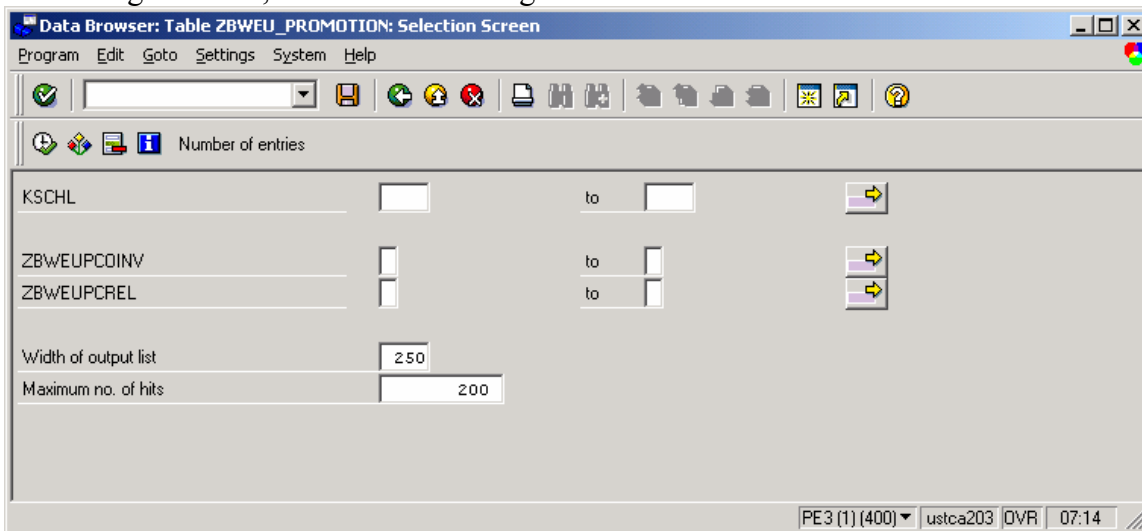 Data Browser: Table ZBWEU_PROMOTION: Selection Screen
Program Edit Goto Settings System Help
Number of entries
KSCHL to
ZBWEUPCOINV to
ZBWEUPCREL to
Width of output list 250
Maximum no. of hits 200
PE3 (1) (400) ustca203 OVR 07:14